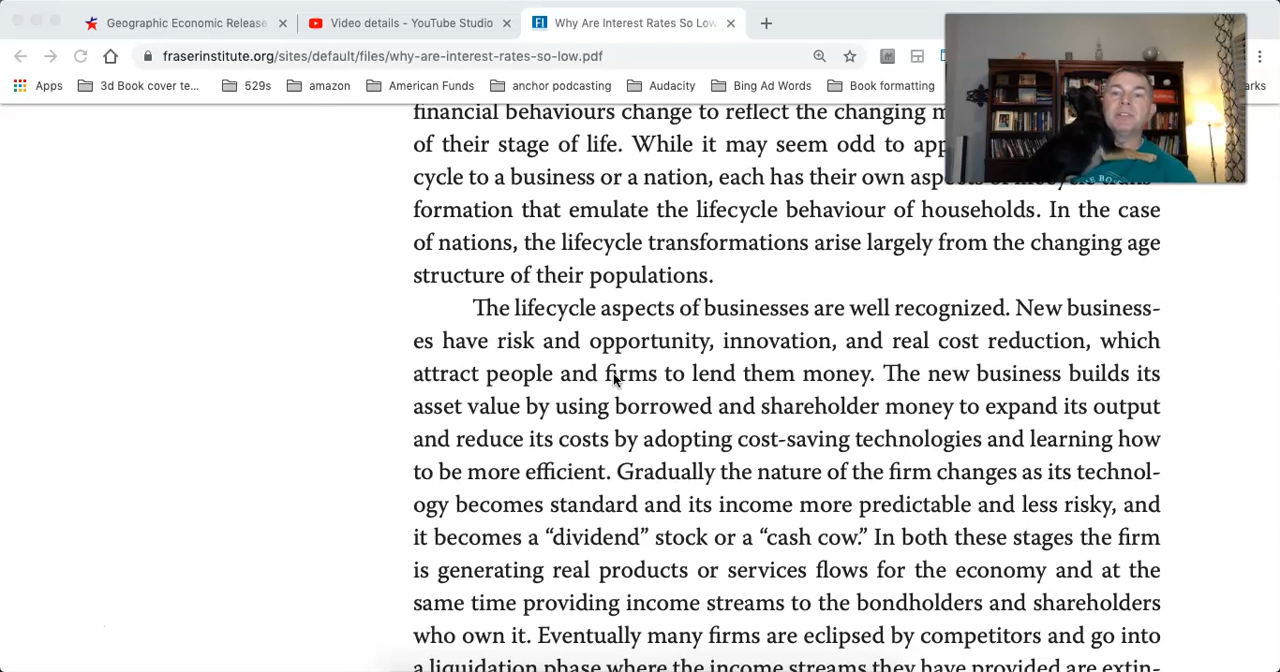 Geographic Economic Release
Video details - YouTube Studio
Why Are Interest Rates So Low
fraserinstitute.org/sites/default/files/why-are-interest-rates-so-low.pdf
Apps 3d Book cover te... 529s amazon American Funds anchor podcasting Audacity Bing Ad Words Book formatting
financial behaviours change to reflect the changing
of their stage of life. While it may seem odd to
cycle to a business or a nation, each has their own
formation that emulate the lifecycle behaviour of households. In the case
of nations, the lifecycle transformations arise largely from the changing age
structure of their populations.
The lifecycle aspects of businesses are well recognized. New business-
es have risk and opportunity, innovation, and real cost reduction, which
attract people and firms to lend them money. The new business builds its
asset value by using borrowed and shareholder money to expand its output
and reduce its costs by adopting cost-saving technologies and learning how
to be more efficient. Gradually the nature of the firm changes as its technol-
ogy becomes standard and its income more predictable and less risky, and
it becomes a “dividend” stock or a “cash cow.” In both these stages the firm
is generating real products or services flows for the economy and at the
same time providing income streams to the bondholders and shareholders
who own it. Eventually many firms are eclipsed by competitors and go into
a liquidation phase where the income streams they have provided are extin-